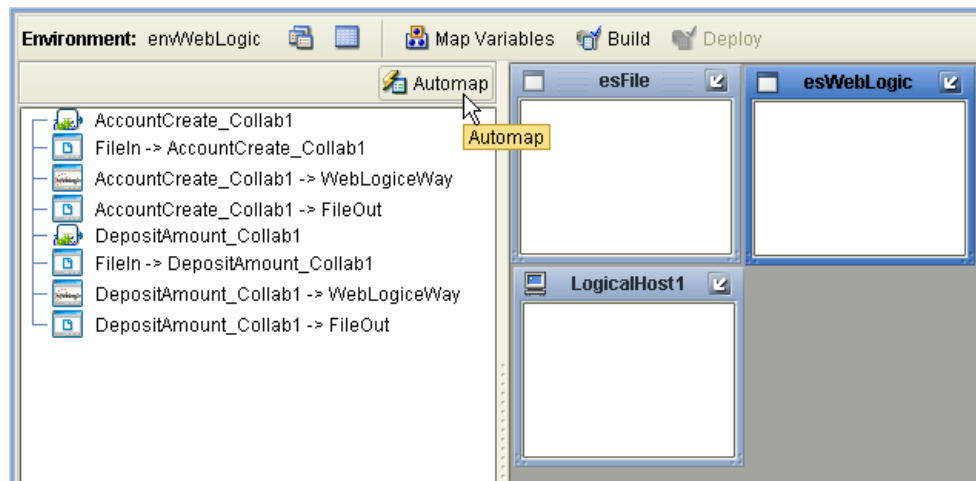 Environment: envWebLogic Map Variables Build Deploy
Automap
esFile
esWebLogic
Automap
AccountCreate_Collab1
FileIn -> AccountCreate_Collab1
AccountCreate_Collab1 -> WebLogiceWay
AccountCreate_Collab1 -> FileOut
DepositAmount_Collab1
FileIn -> DepositAmount_Collab1
DepositAmount_Collab1 -> WebLogiceWay
DepositAmount_Collab1 -> FileOut
LogicalHost1